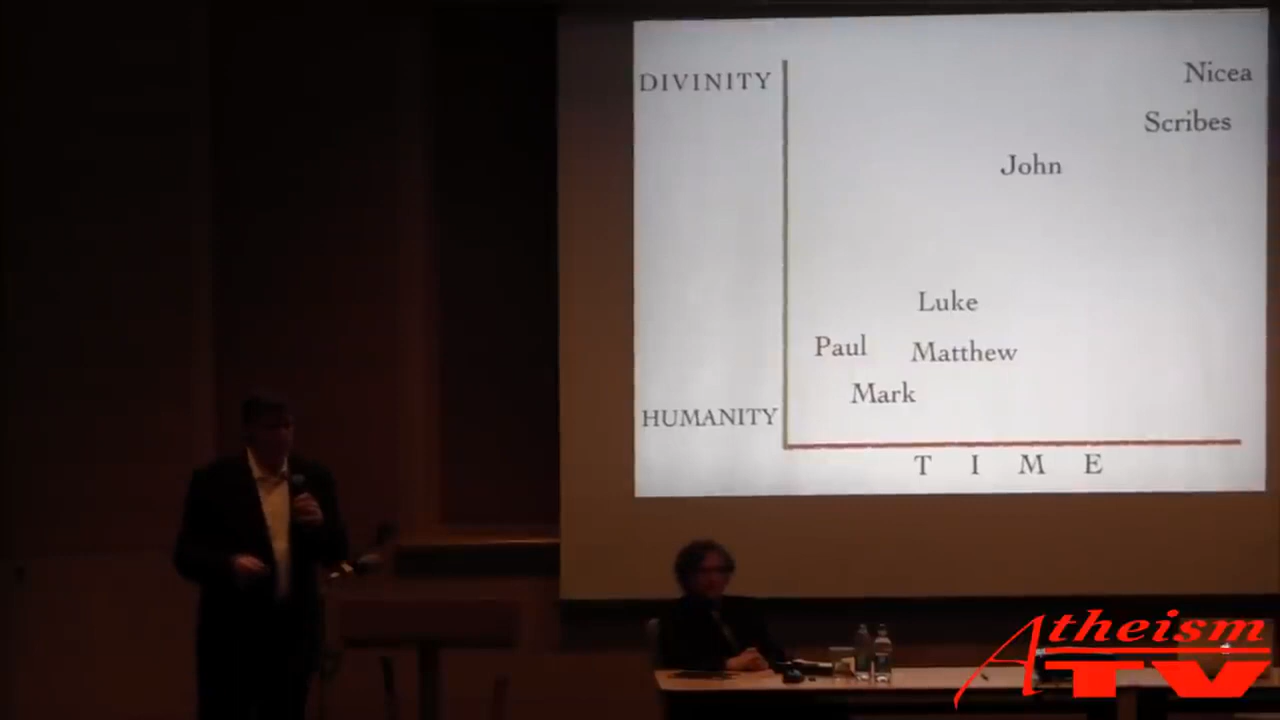 DIVINITY
Nicea
Scribes
John
Luke
Paul
Matthew
Mark
HUMANITY
T I M E
Atheism
TV